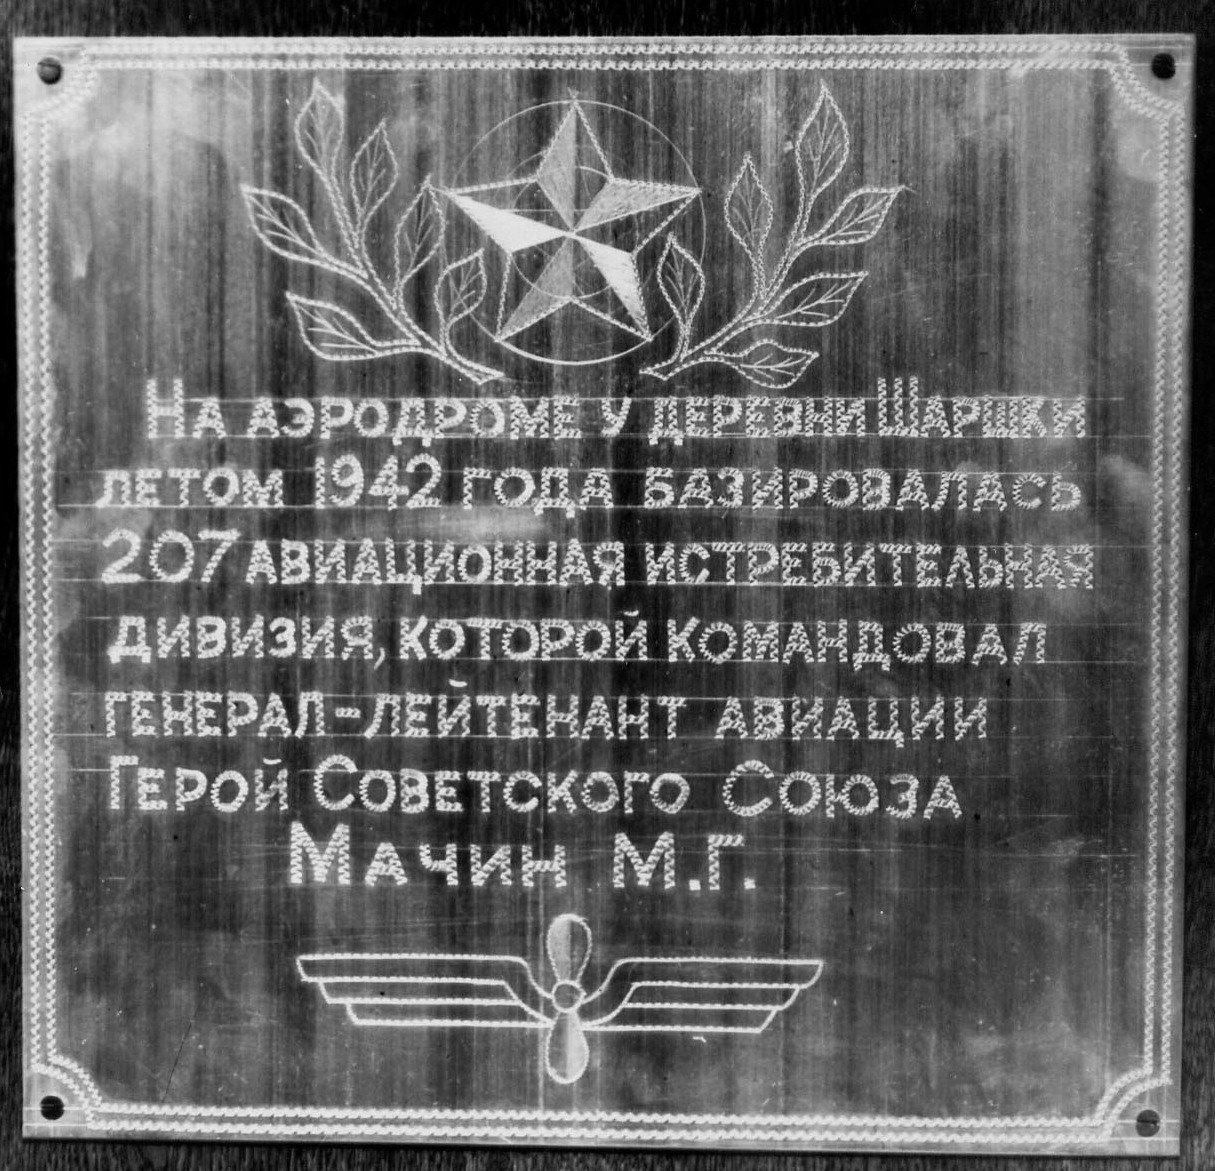 На аэродроме у деревни Шаршки
летом 1942 года базировалась
207 авиационная истребительная
дивизия, которой командовал
генерал-лейтенант авиации
Герой Советского Союза
Мачин М.Г.